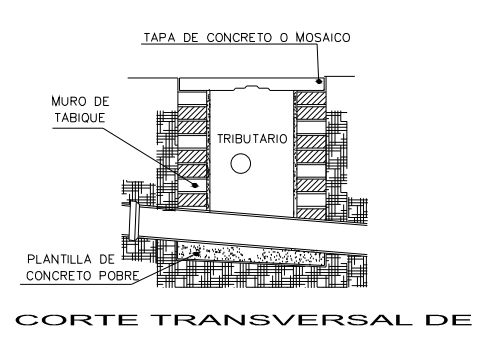 TAPA DE CONCRETO O MOSAICO
MURO DE
TABIQUE
TRIBUTARIO
PLANTILLA DE
CONCRETO POBRE
CORTE TRANSVERSAL DE